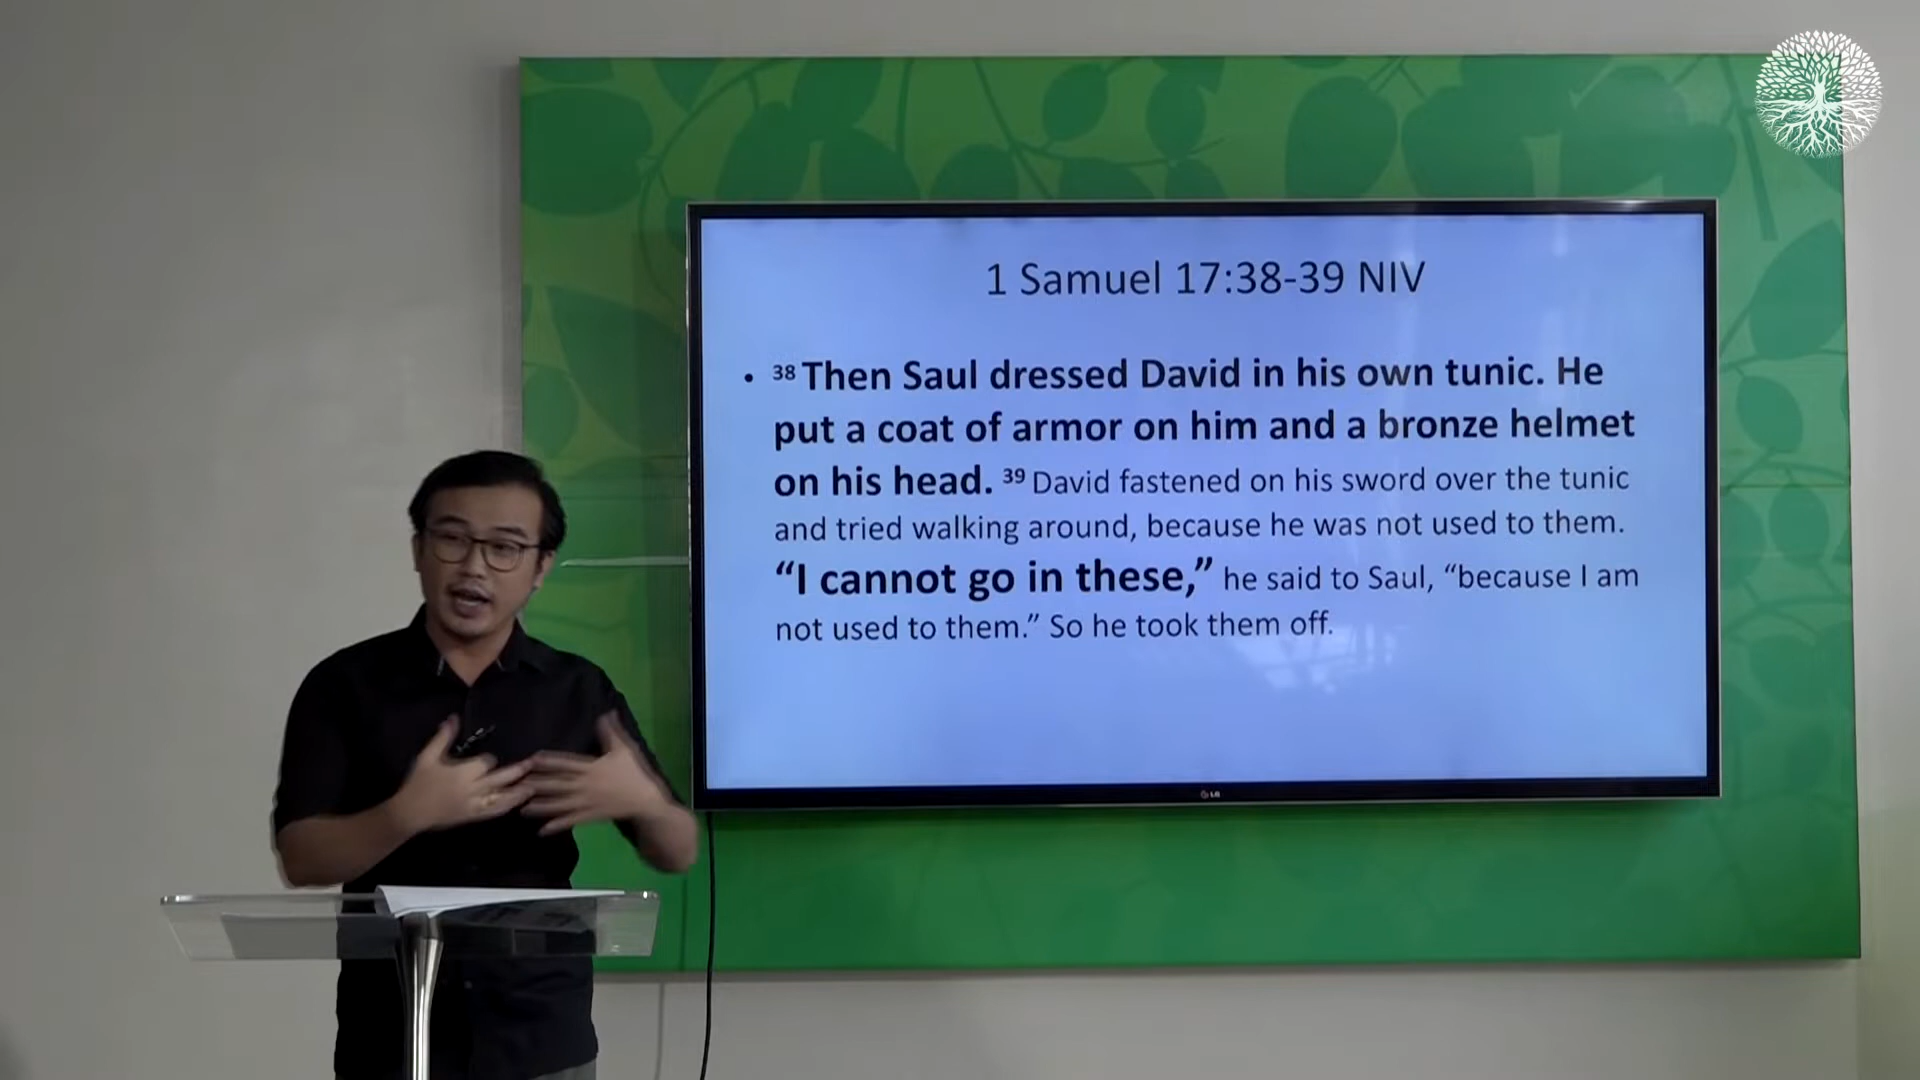 1 Samuel 17:38-39 NIV
• 38 Then Saul dressed David in his own tunic. He
put a coat of armor on him and a bronze helmet
on his head. 39 David fastened on his sword over the tunic
and tried walking around, because he was not used to them.
“I cannot go in these,” he said to Saul, “because I am
not used to them.” So he took them off.
LG